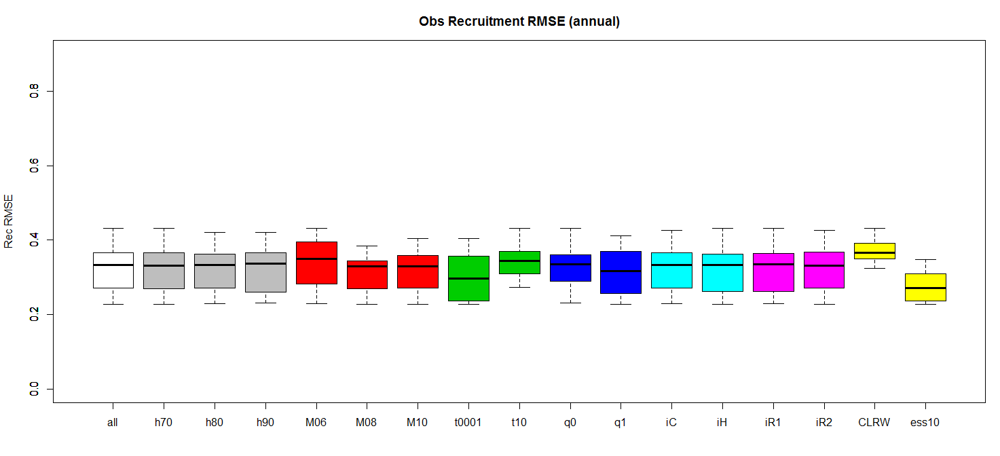 Obs Recruitment RMSE (annual)
Rec RMSE
0.8
0.6
0.4
0.2
0.0
all h70 h80 h90 M06 M08 M10 t0001 t10 q0 q1 iC iH iR1 iR2 CLRW ess10